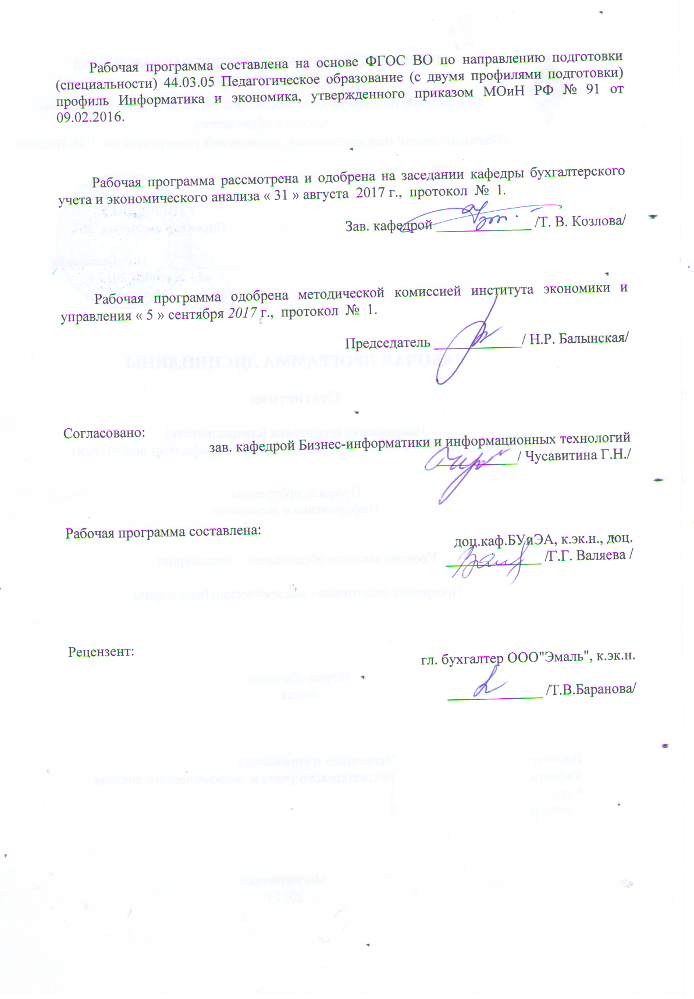 Рабочая программа составлена на основе ФГОС ВО по направлению подготовки
(специальности) 44.03.05 Педагогическое образование (с двумя профилями подготовки)
профиль Информатика и экономика, утвержденного приказом МОиН РФ № 91 от
09.02.2016.
Рабочая программа рассмотрена и одобрена на заседании кафедры бухгалтерского
учета и экономического анализа « 31 » августа 2017 г., протокол № 1.
Зав. кафедрой _____________ /Т. В. Козлова/
Рабочая программа одобрена методической комиссией института экономики и
управления « 5 » сентября 2017 г., протокол № 1.
Председатель ____________/ Н.Р. Балынская/
Согласовано:
зав. кафедрой Бизнес-информатики и информационных технологий
___________/ Чусавитина Г.Н./
Рабочая программа составлена:
доц.каф.БУиЭА, к.эк.н., доц.
_____________ /Г.Г. Валяева /
Рецензент:
гл. бухгалтер ООО"Эмаль", к.эк.н.
_____________ /Т.В.Баранова/